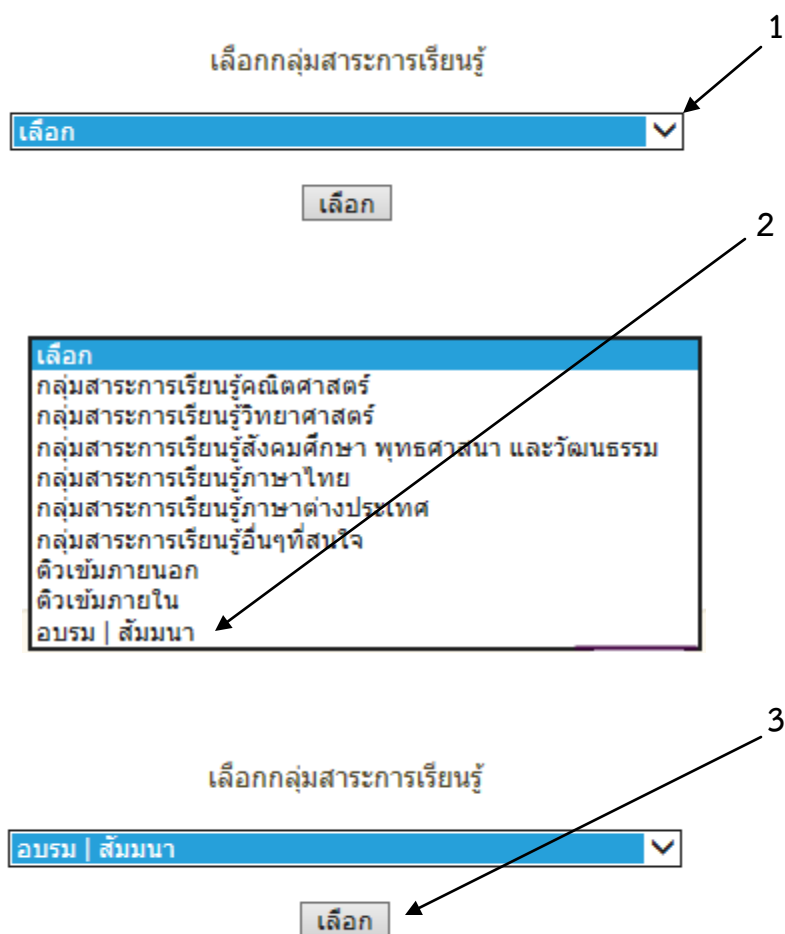 1
เลือกกลุ่มสาระการเรียนรู้
เลือก
เลือก
2
เลือก
กลุ่มสาระการเรียนรู้คณิตศาสตร์
กลุ่มสาระการเรียนรู้วิทยาศาสตร์
กลุ่มสาระการเรียนรู้สังคมศึกษา พุทธศาสนา และวัฒนธรรม
กลุ่มสาระการเรียนรู้ภาษาไทย
กลุ่มสาระการเรียนรู้ภาษาต่างประเทศ
กลุ่มสาระการเรียนรู้อื่นๆที่สนใจ
ติวเข้มภายนอก
ติวเข้มภายใน
อบรม | สัมมนา
3
เลือกกลุ่มสาระการเรียนรู้
อบรม | สัมมนา
เลือก